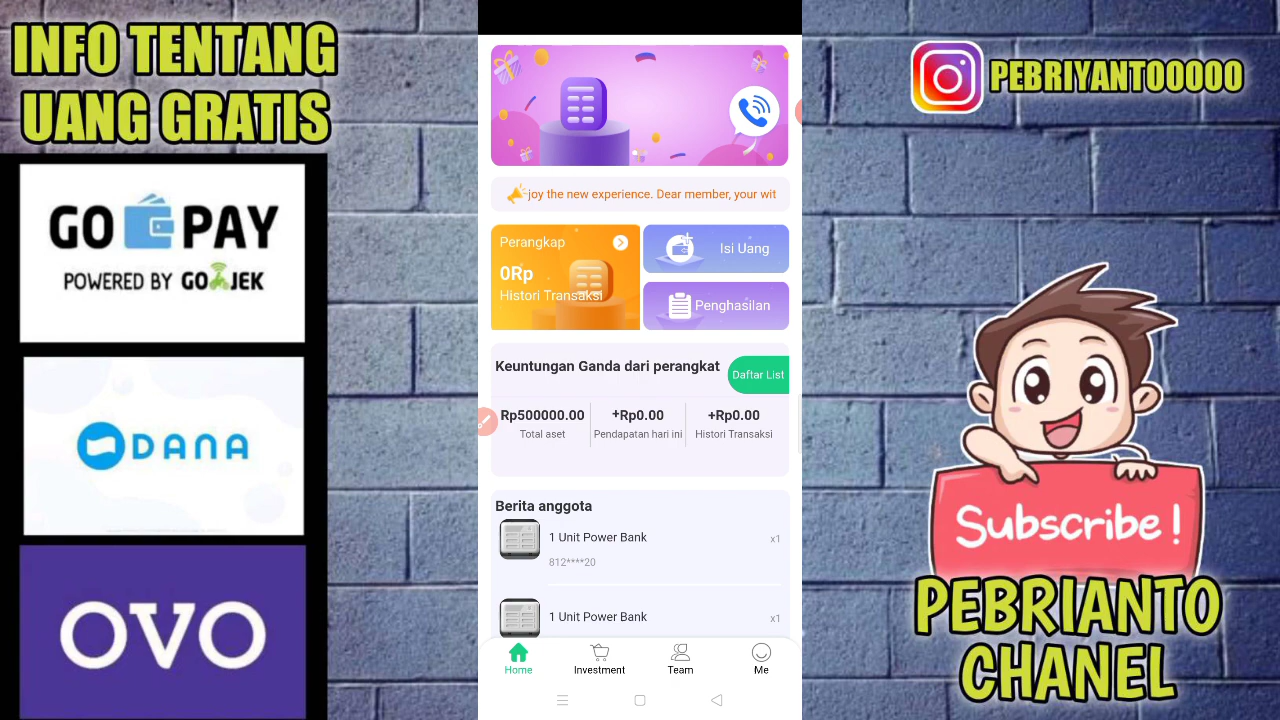 INFO TENTANG
UANG GRATIS
GO PAY
POWERED BY GOJEK
DANA
OVO
joy the new experience. Dear member, your wit
Perangkap
0Rp
Histori Transaksi
Isi Uang
Penghasilan
Keuntungan Ganda dari perangkat
Daftar List
Rp500000.00
+Rp0.00
+Rp0.00
Total aset
Pendapatan hari ini
Histori Transaksi
Berita anggota
1 Unit Power Bank
x1
812****20
1 Unit Power Bank
x1
Home
Investment
Team
Me
PEBRIYANTOOOOO
Subscribe!
PEBRIANTO
CHANEL